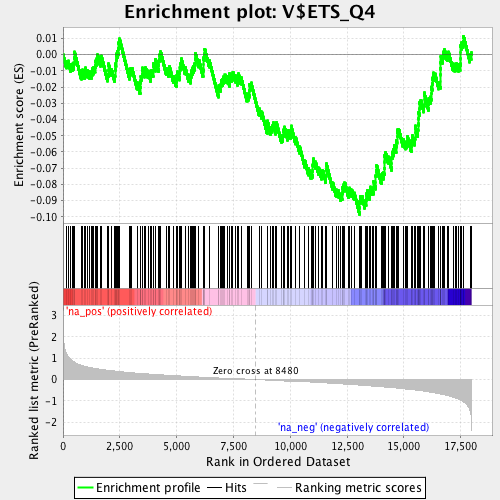 Enrichment plot: V$ETS_Q4
Enrichment score (ES)
0.01
0.00
-0.01
-0.02
-0.03
-0.04
-0.05
-0.06
-0.07
-0.08
-0.09
-0.10
'na_pos' (positively correlated)
Ranked list metric (PreRanked)
3
2
1
0
-1
-2
Zero cross at 8480
'na_neg' (negatively correlated)
0
2,500
5,000
7,500
10,000
12,500
15,000
17,500
Rank in Ordered Dataset
Enrichment profile
Hits
Ranking metric scores